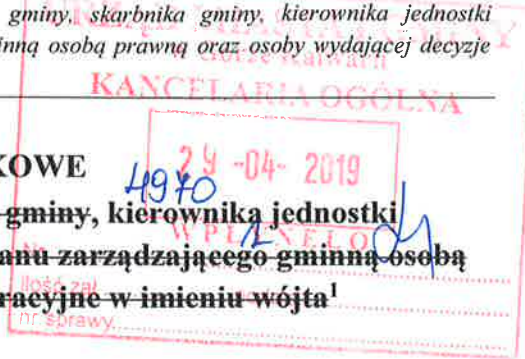 gminy, skarbnika gminy, kierownika jednostki
inną osobą prawną oraz osoby wydającej decyzje
KANCELARIA OGÓLNA
KOWE
29 -04- 2019
4970
gminy, kierownika jednostki
WPŁYNĘŁO
anu zarządzającego gminną osobą
ilość zał.
racyjne w imieniu wójta¹
nr sprawy